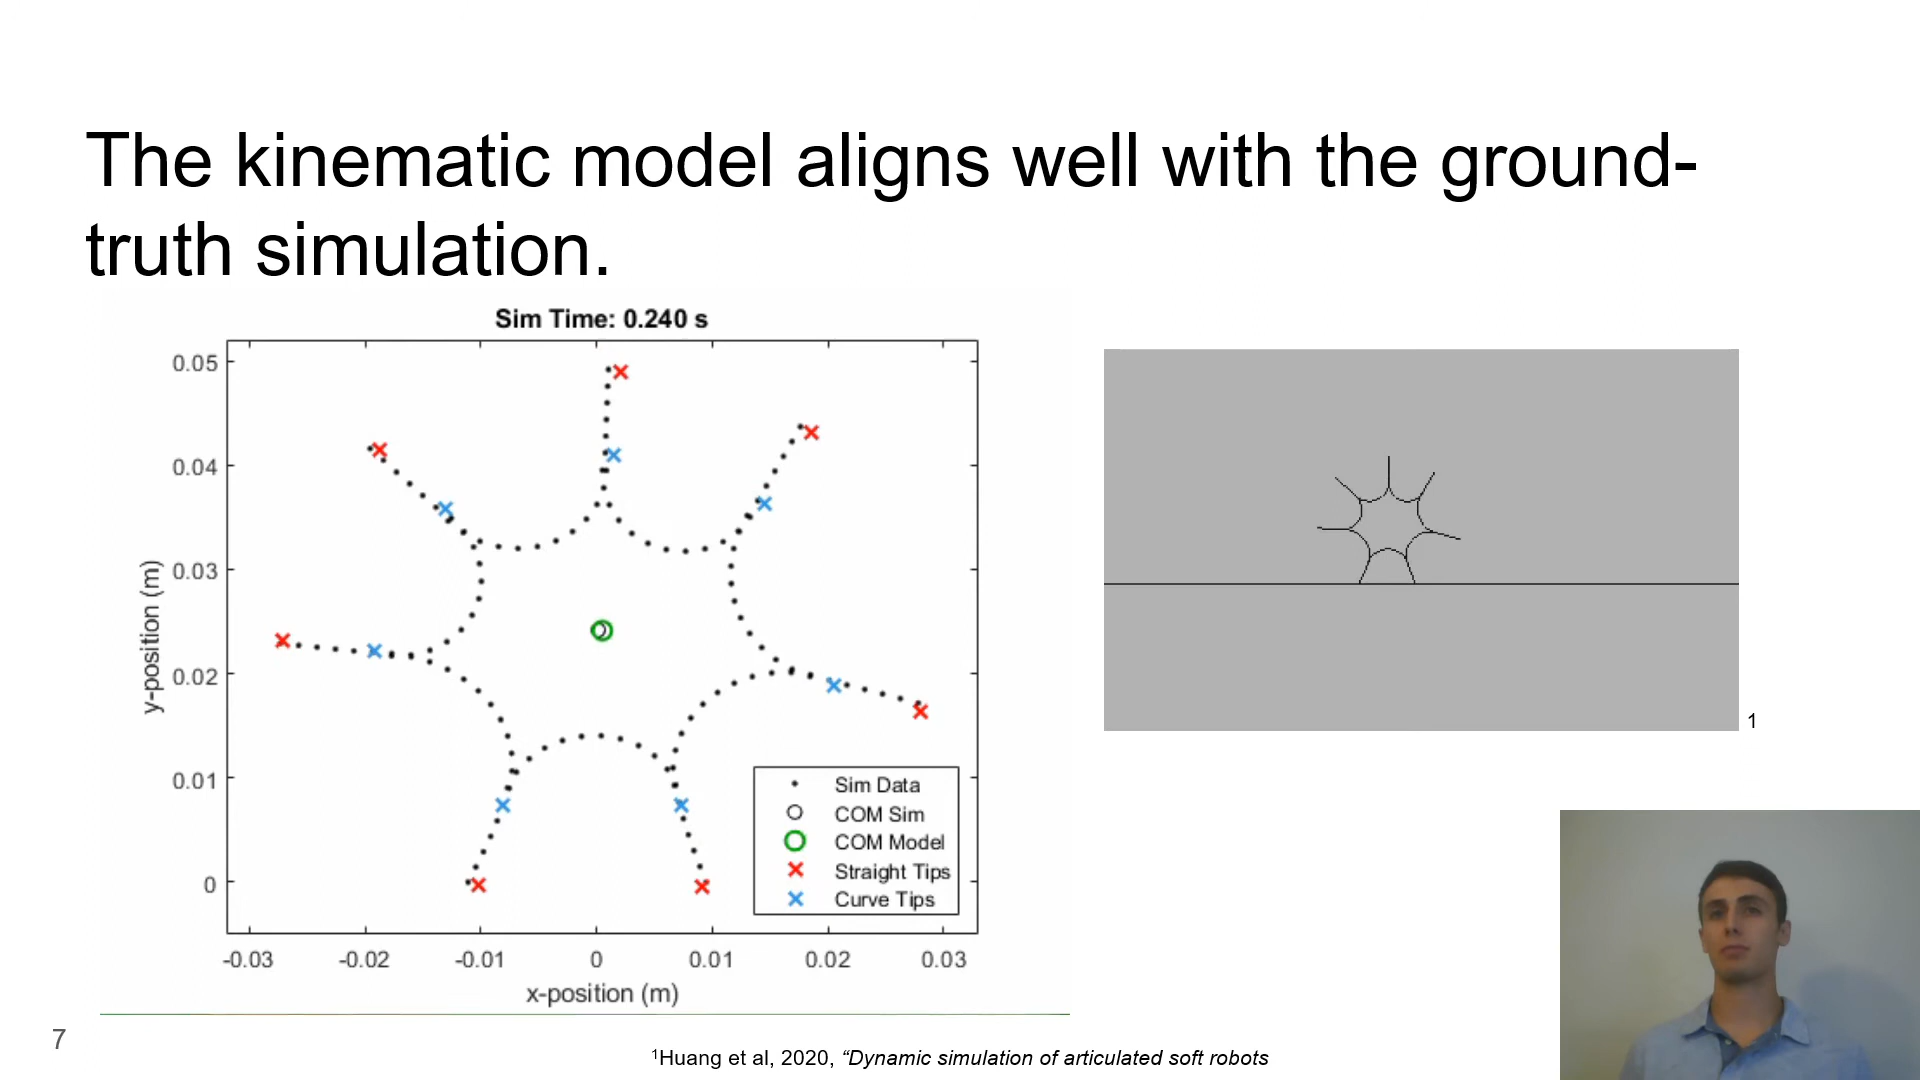 The kinematic model aligns well with the ground-
truth simulation.
Sim Time: 0.240 s
0.05
0.04
0.03
0.02
0.01
0
y-position (m)
-0.03 -0.02 -0.01 0 0.01 0.02 0.03
x-position (m)
Sim Data
COM Sim
COM Model
Straight Tips
Curve Tips
1
7
¹Huang et al, 2020, “Dynamic simulation of articulated soft robots